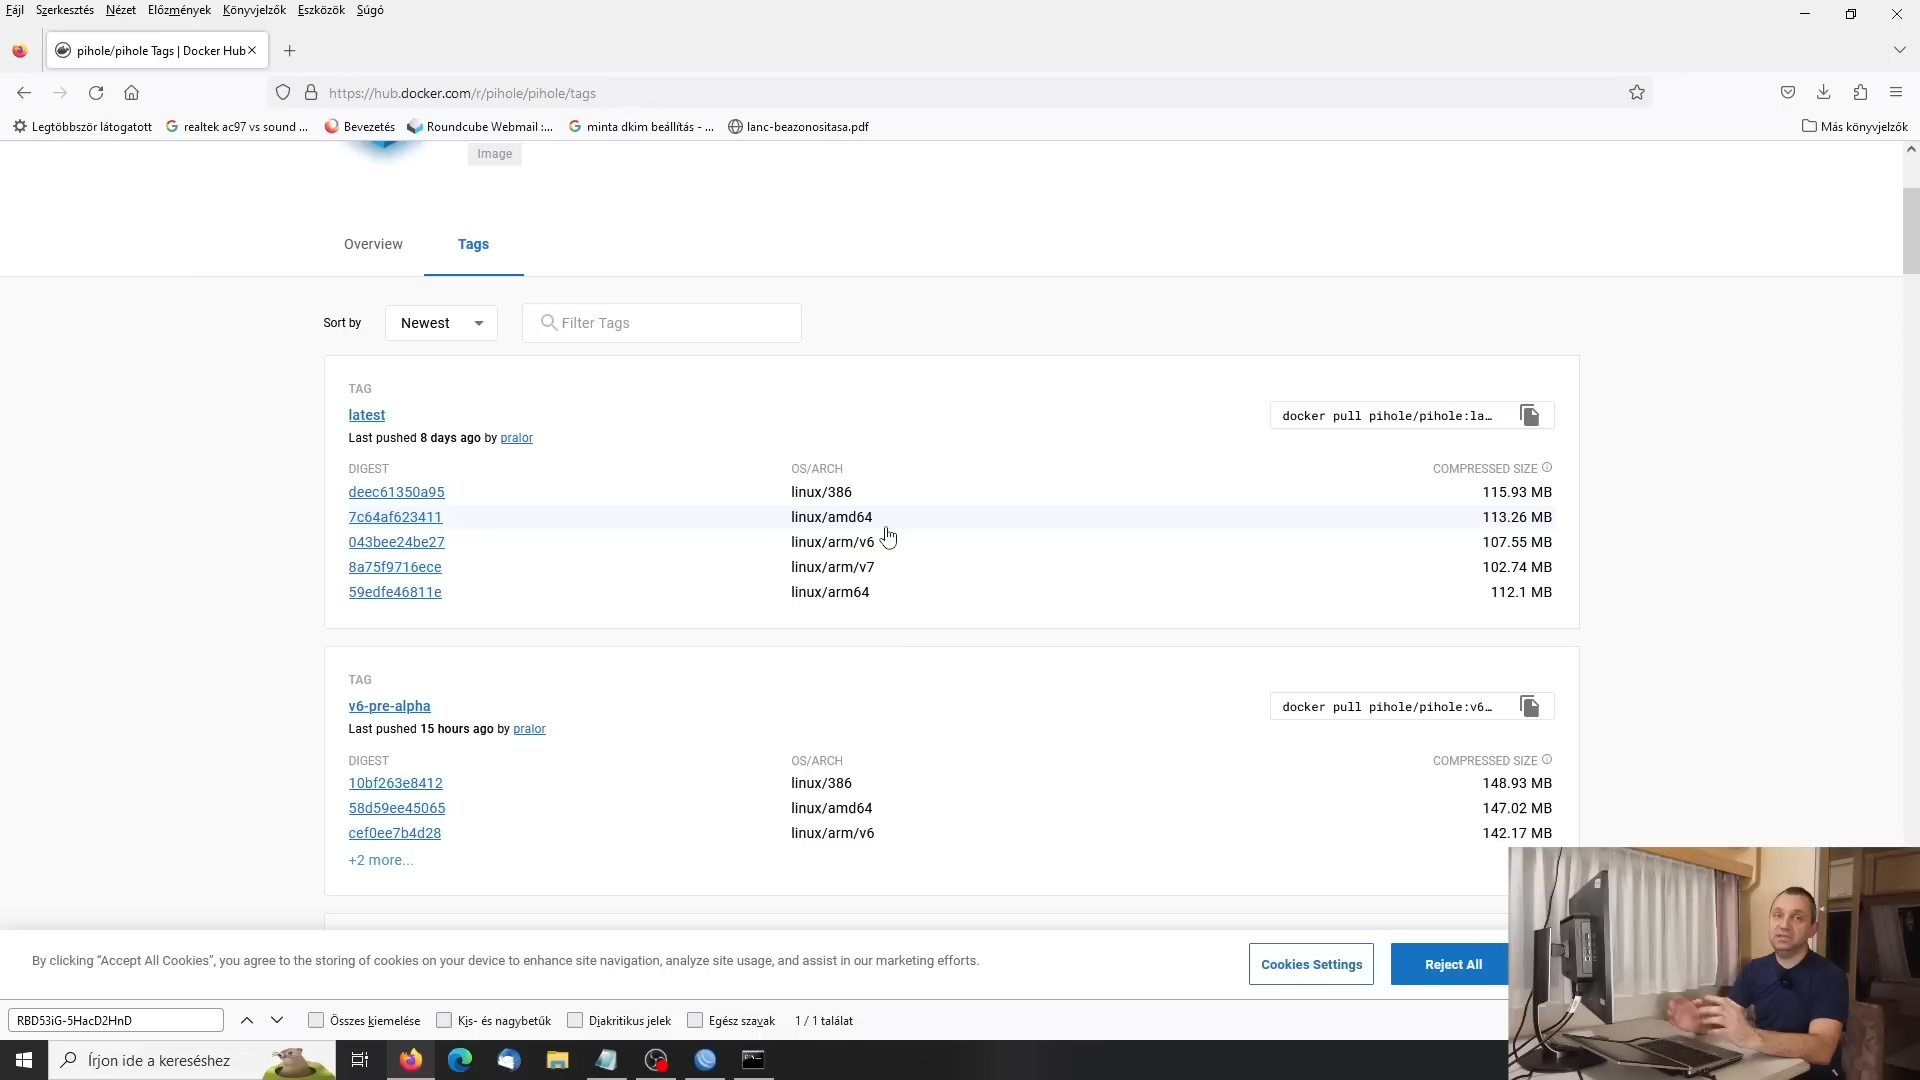 Fájl Szerkesztés Nézet Előzmények Könyvjelzők Eszközök Súgó
pihole/pihole Tags | Docker Hub
https://hub.docker.com/r/pihole/pihole/tags
Legtöbbször látogatott realtek ac97 vs sound ... Bevezetés Roundcube Webmail :... minta dkim beállítás - ... lanc-beazonositasa.pdf Más könyvjelzők
Image
Overview Tags
Sort by Newest Filter Tags
TAG
latest docker pull pihole/pihole:la…
Last pushed 8 days ago by pralor
DIGEST OS/ARCH COMPRESSED SIZE
deec61350a95 linux/386 115.93 MB
7c64af623411 linux/amd64 113.26 MB
043bee24be27 linux/arm/v6 107.55 MB
8a75f9716ece linux/arm/v7 102.74 MB
59edfe46811e linux/arm64 112.1 MB
TAG
v6-pre-alpha docker pull pihole/pihole:v6…
Last pushed 15 hours ago by pralor
DIGEST OS/ARCH COMPRESSED SIZE
10bf263e8412 linux/386 148.93 MB
58d59ee45065 linux/amd64 147.02 MB
cef0ee7b4d28 linux/arm/v6 142.17 MB
+2 more...
By clicking “Accept All Cookies”, you agree to the storing of cookies on your device to enhance site navigation, analyze site usage, and assist in our marketing efforts. Cookies Settings Reject All
RBD53iG-5HacD2HnD Összes kiemelése Kis- és nagybetűk Diakritikus jelek Egész szavak 1 / 1 találat
Írjon ide a kereséshez